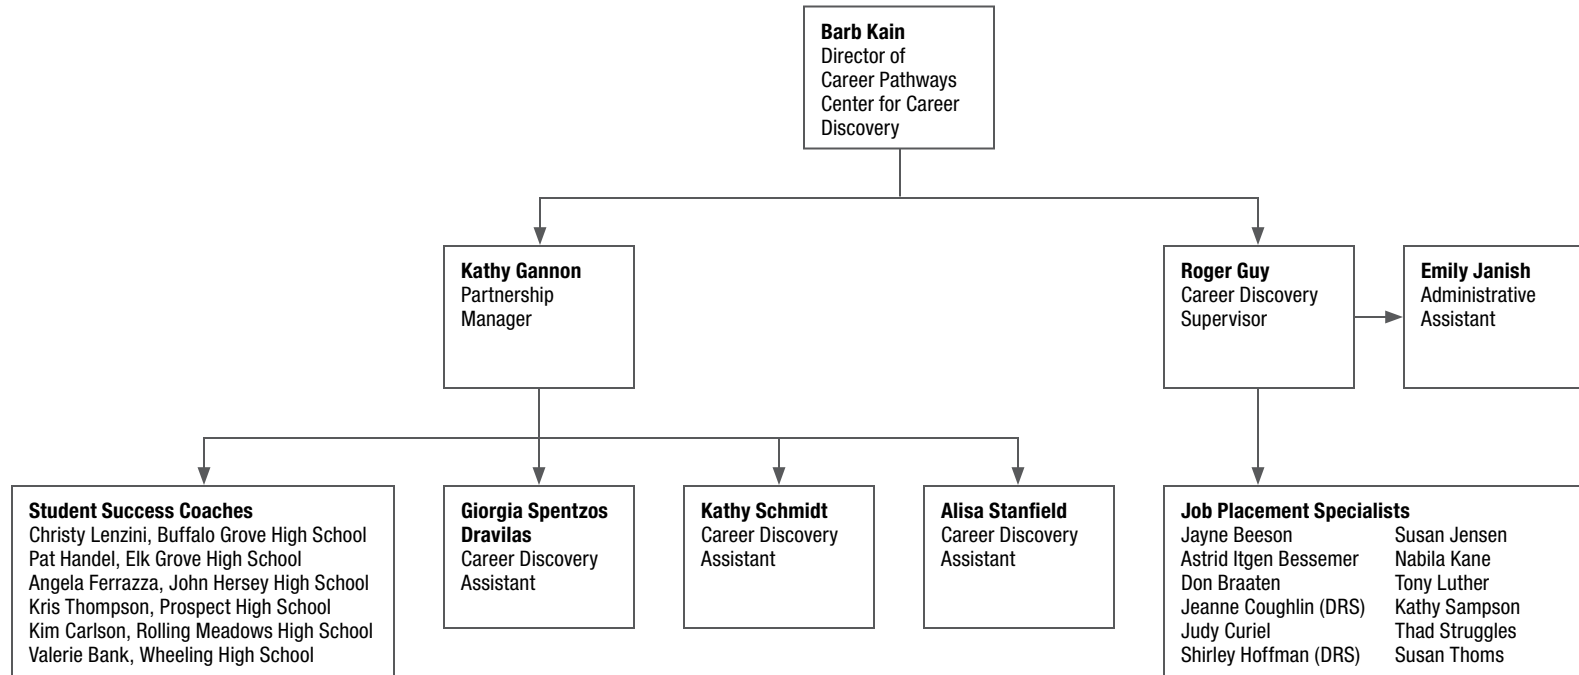 Barb Kain
Director of
Career Pathways
Center for Career
Discovery
Kathy Gannon
Partnership
Manager
Roger Guy
Career Discovery
Supervisor
Emily Janish
Administrative
Assistant
Student Success Coaches
Christy Lenzini, Buffalo Grove High School
Pat Handel, Elk Grove High School
Angela Ferrazza, John Hersey High School
Kris Thompson, Prospect High School
Kim Carlson, Rolling Meadows High School
Valerie Bank, Wheeling High School
Giorgia Spentzos
Dravilas
Career Discovery
Assistant
Kathy Schmidt
Career Discovery
Assistant
Alisa Stanfield
Career Discovery
Assistant
Job Placement Specialists
Jayne Beeson
Astrid Itgen Bessemer
Don Braaten
Jeanne Coughlin (DRS)
Judy Curiel
Shirley Hoffman (DRS)
Susan Jensen
Nabila Kane
Tony Luther
Kathy Sampson
Thad Struggles
Susan Thoms